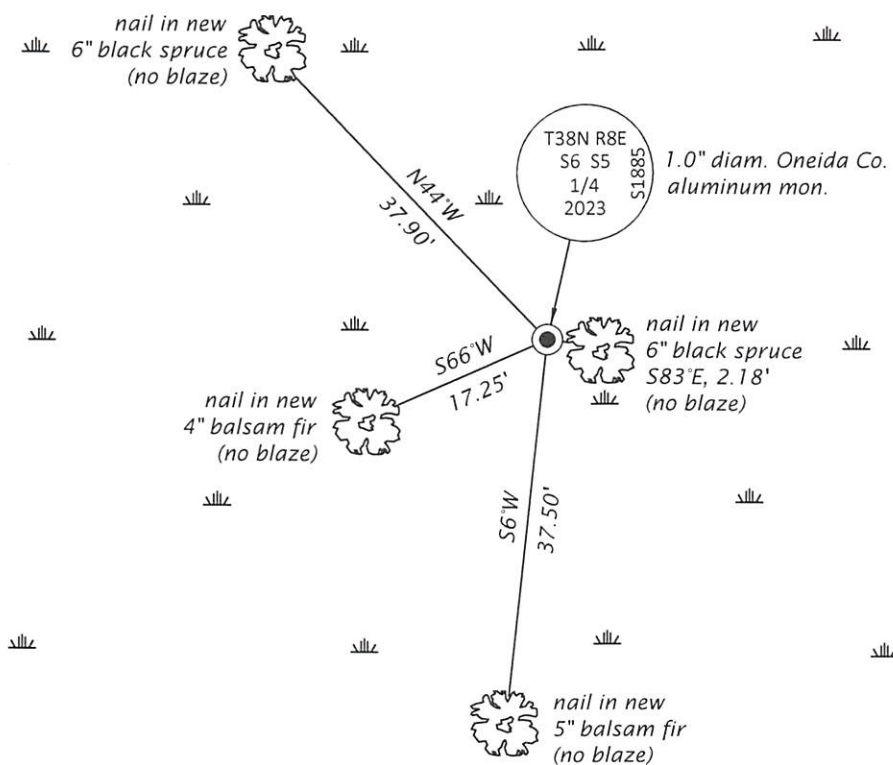 nail in new
6" black spruce
(no blaze)
T38N R8E
S6 S5
1/4
2023
S1885
1.0" diam. Oneida Co.
aluminum mon.
N44°W
37.90'
nail in new
6" black spruce
S83°E, 2.18'
(no blaze)
S66°W
17.25'
nail in new
4" balsam fir
(no blaze)
S6°W
37.50'
nail in new
5" balsam fir
(no blaze)